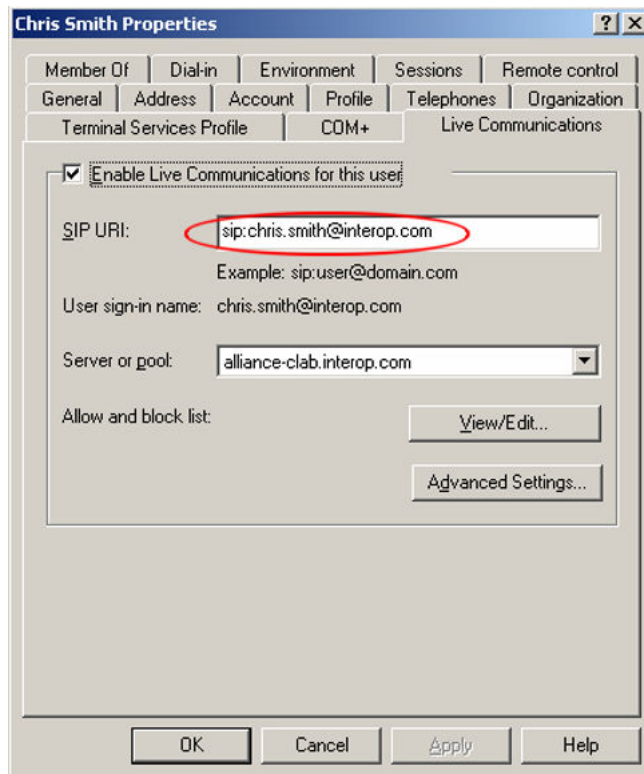 Chris Smith Properties
Member Of Dial-in Environment Sessions Remote control
General Address Account Profile Telephones Organization
Terminal Services Profile COM+ Live Communications
Enable Live Communications for this user
SIP URI: sip:chris.smith@interop.com
Example: sip:user@domain.com
User sign-in name: chris.smith@interop.com
Server or pool: alliance-clab.interop.com
Allow and block list: View/Edit...
Advanced Settings...
OK Cancel Apply Help